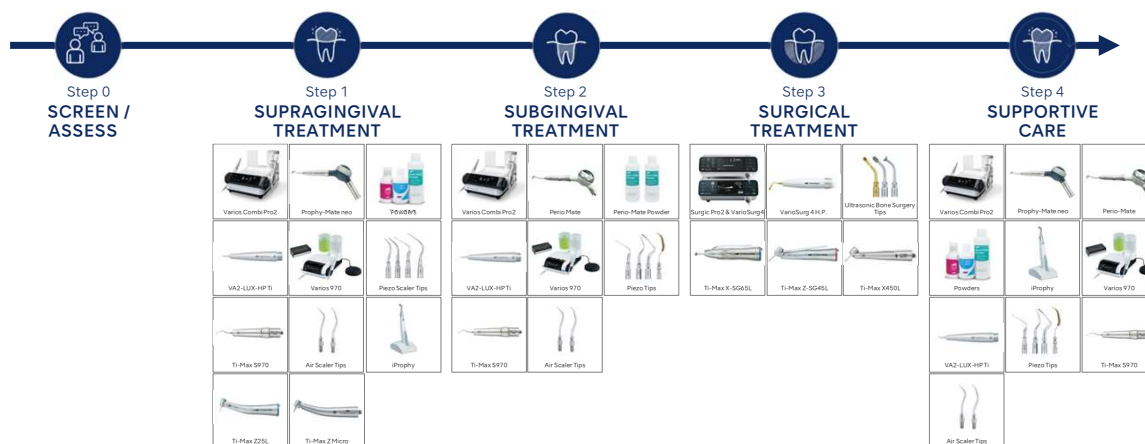 Step 0
SCREEN /
ASSESS
Step 1
SUPRAGINGIVAL
TREATMENT
Step 2
SUBGINGIVAL
TREATMENT
Step 3
SURGICAL
TREATMENT
Step 4
SUPPORTIVE
CARE
Varios Combi Pro2
Prophy-Mate neo
Powders
VA2-LUX-HP Ti
Varios 970
Piezo Scaler Tips
Ti-Max S970
Air Scaler Tips
iProphy
Ti-Max Z25L
Ti-Max Z Micro
Varios Combi Pro2
Perio Mate
Perio-Mate Powder
VA2-LUX-HP Ti
Varios 970
Piezo Tips
Ti-Max S970
Air Scaler Tips
Surgic Pro2 & VarioSurg4
VarioSurg 4 H.P.
Ultrasonic Bone Surgery
Tips
Ti-Max X-SG65L
Ti-Max Z-SG45L
Ti-Max X450L
Varios Combi Pro2
Prophy-Mate neo
Perio-Mate
Powders
iProphy
Varios 970
VA2-LUX-HP Ti
Piezo Tips
Ti-Max S970
Air Scaler Tips